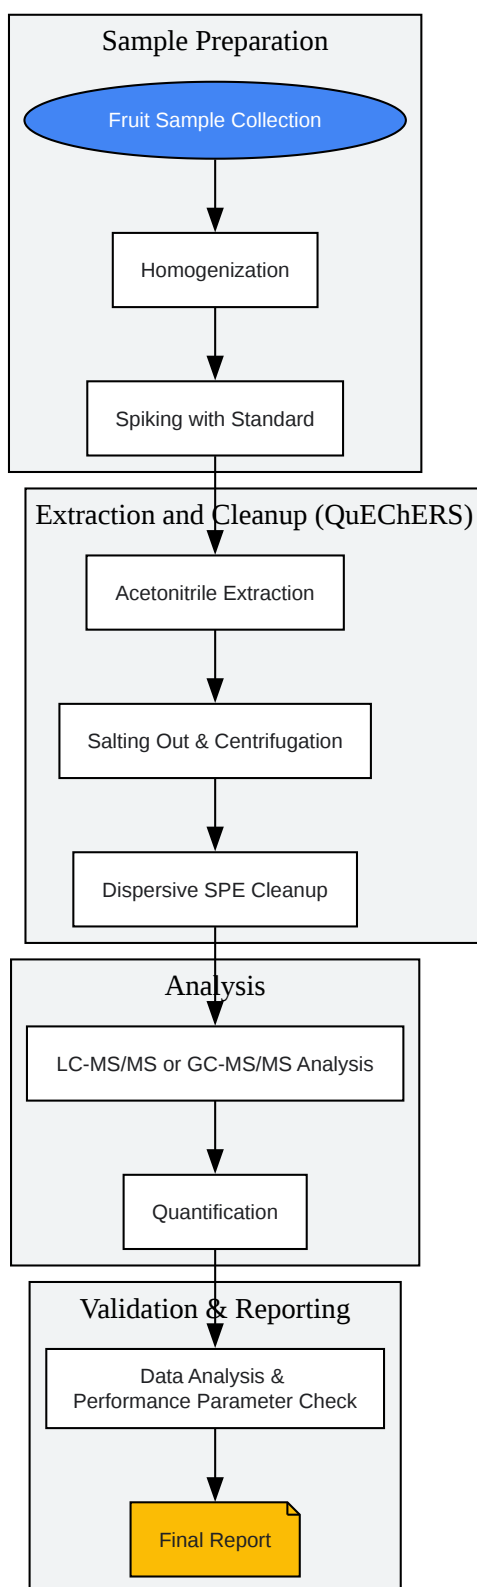 Sample Preparation
Fruit Sample Collection
Homogenization
Spiking with Standard
Extraction and Cleanup (QuEChERS)
Acetonitrile Extraction
Salting Out & Centrifugation
Dispersive SPE Cleanup
Analysis
LC-MS/MS or GC-MS/MS Analysis
Quantification
Validation & Reporting
Data Analysis &
Performance Parameter Check
Final Report